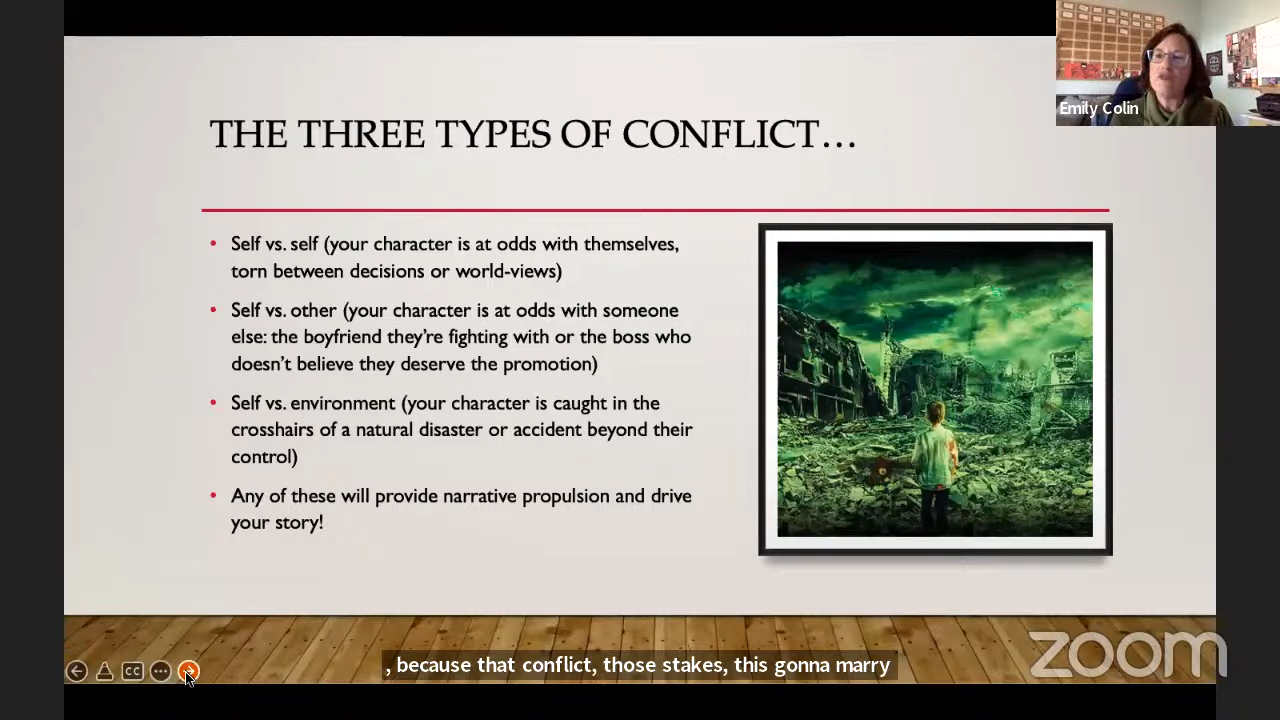 Emily Colin
THE THREE TYPES OF CONFLICT…
• Self vs. self (your character is at odds with themselves,
torn between decisions or world-views)
• Self vs. other (your character is at odds with someone
else: the boyfriend they're fighting with or the boss who
doesn't believe they deserve the promotion)
• Self vs. environment (your character is caught in the
crosshairs of a natural disaster or accident beyond their
control)
• Any of these will provide narrative propulsion and drive
your story!
CC
, because that conflict, those stakes, this gonna marry
zoom